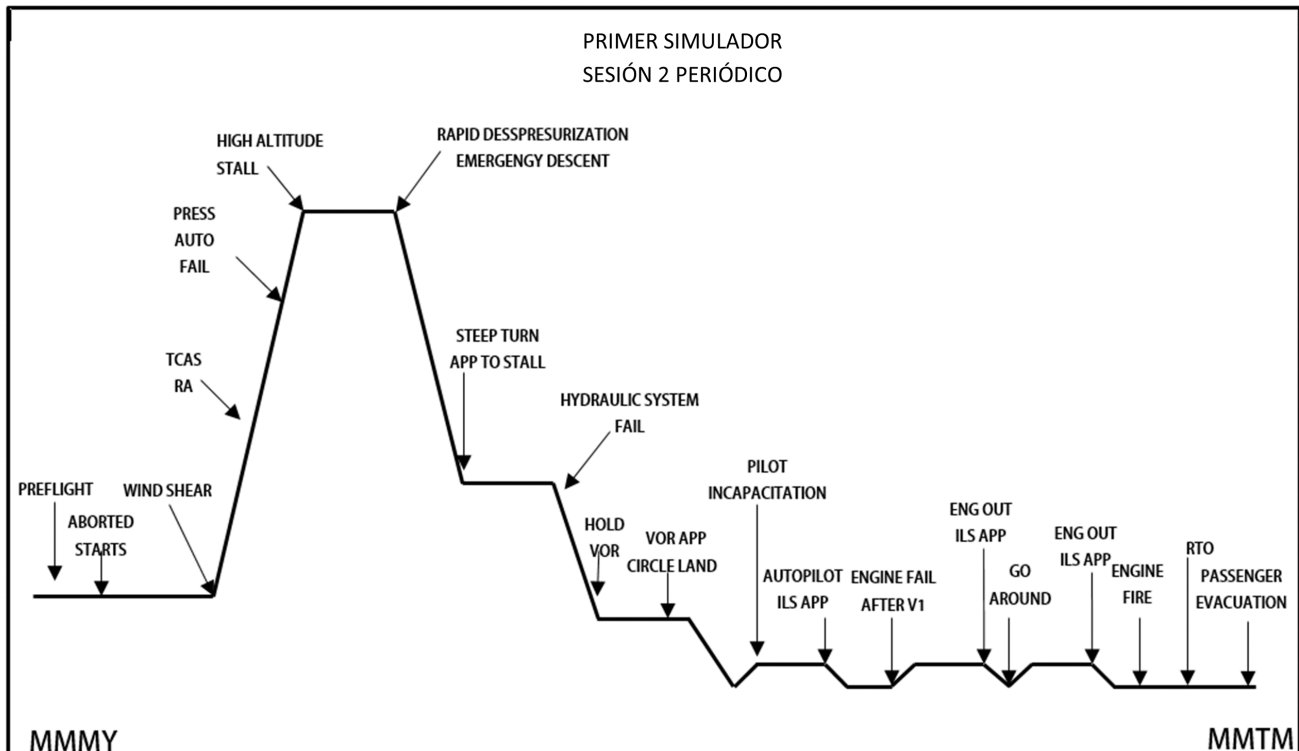 PRIMER SIMULADOR
SESIÓN 2 PERIÓDICO
HIGH ALTITUDE
STALL
RAPID DESSPRESURIZATION
EMERGENGY DESCENT
PRESS
AUTO
FAIL
TCAS
RA
STEEP TURN
APP TO STALL
HYDRAULIC SYSTEM
FAIL
PREFLIGHT
ABORTED
STARTS
WIND SHEAR
HOLD
VOR
VOR APP
CIRCLE LAND
PILOT
INCAPACITATION
AUTOPILOT
ILS APP
ENGINE FAIL
AFTER V1
ENG OUT
ILS APP
GO
AROUND
ENG OUT
ILS APP
ENGINE
FIRE
RTO
PASSENGER
EVACUATION
MMMY
MMTM